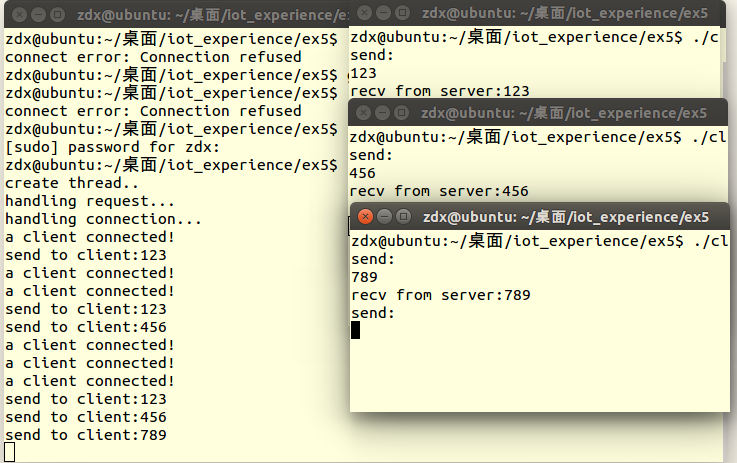 zdx@ubuntu: ~/桌面/iot_experience/ex
zdx@ubuntu:~/桌面/iot_experience/ex5$
connect error: Connection refused
zdx@ubuntu:~/桌面/iot_experience/ex5$
zdx@ubuntu:~/桌面/iot_experience/ex5$
connect error: Connection refused
zdx@ubuntu:~/桌面/iot_experience/ex5$
[sudo] password for zdx:
zdx@ubuntu:~/桌面/iot_experience/ex5$
create thread..
handling request...
handling connection...
a client connected!
send to client:123
a client connected!
a client connected!
send to client:123
send to client:456
a client connected!
a client connected!
a client connected!
send to client:123
send to client:456
send to client:789
zdx@ubuntu: ~/桌面/iot_experience/ex5
zdx@ubuntu:~/桌面/iot_experience/ex5$ ./c
send:
123
recv from server:123
zdx@ubuntu: ~/桌面/iot_experience/ex5
zdx@ubuntu:~/桌面/iot_experience/ex5$ ./cl
send:
456
recv from server:456
zdx@ubuntu: ~/桌面/iot_experience/ex5
zdx@ubuntu:~/桌面/iot_experience/ex5$ ./cl
send:
789
recv from server:789
send: